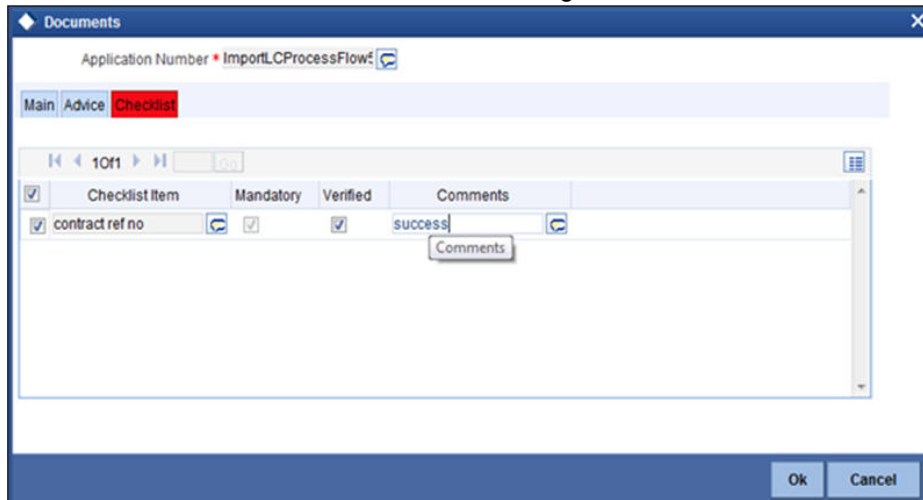 Documents
Application Number * ImportLCProcessFlow5
Main Advice Checklist
1Of1 Go
Checklist Item Mandatory Verified Comments
contract ref no success
Comments
Ok Cancel